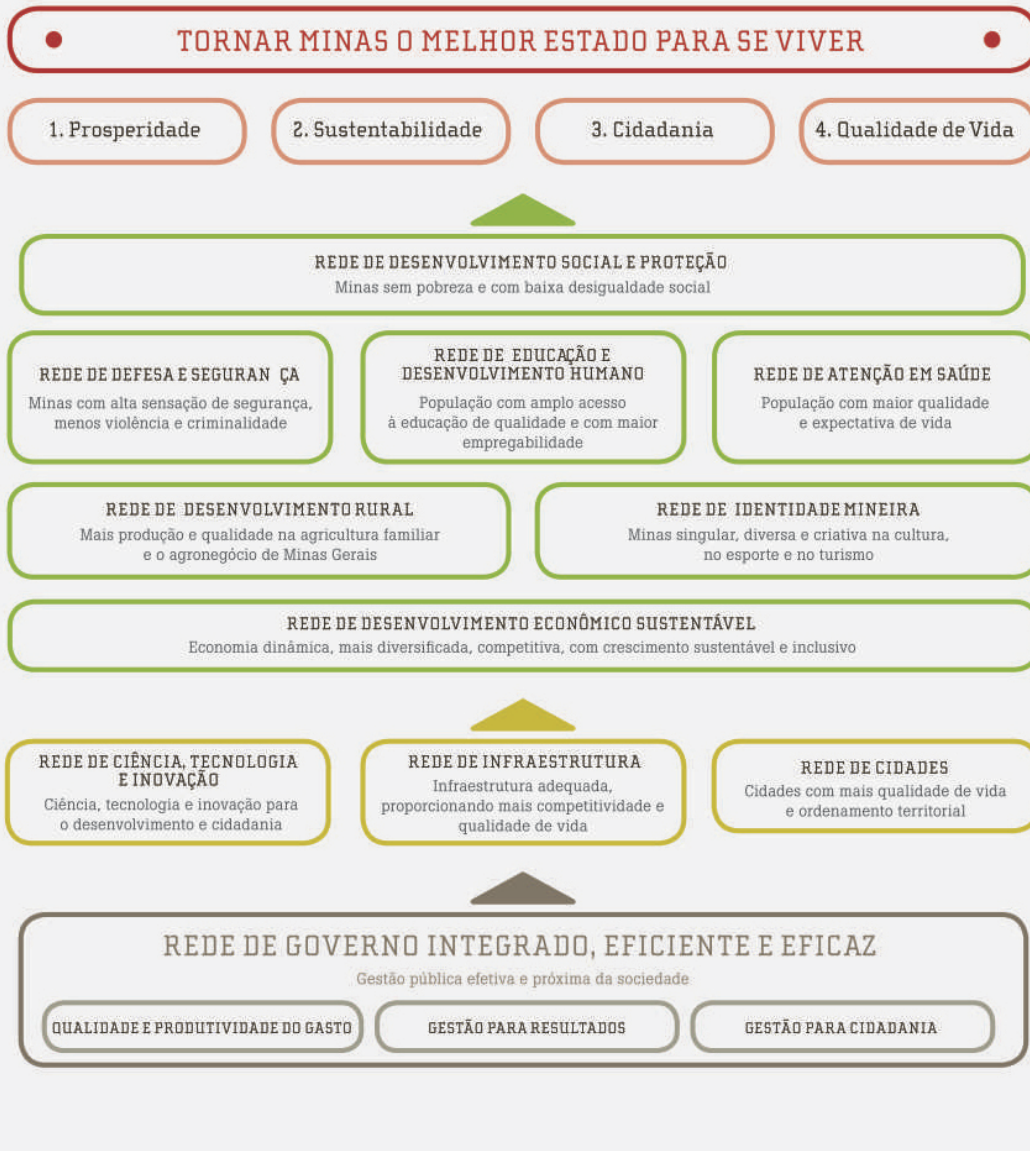 TORNAR MINAS O MELHOR ESTADO PARA SE VIVER
1. Prosperidade
2. Sustentabilidade
3. Cidadania
4. Qualidade de Vida
REDE DE DESENVOLVIMENTO SOCIAL E PROTEÇÃO
Minas sem pobreza e com baixa desigualdade social
REDE DE DEFESA E SEGURAN ÇA
Minas com alta sensação de segurança,
menos violência e criminalidade
REDE DE EDUCAÇÃO E
DESENVOLVIMENTO HUMANO
População com amplo acesso
à educação de qualidade e com maior
empregabilidade
REDE DE ATENÇÃO EM SAÚDE
População com maior qualidade
e expectativa de vida
REDE DE DESENVOLVIMENTO RURAL
Mais produção e qualidade na agricultura familiar
e o agronegócio de Minas Gerais
REDE DE IDENTIDADE MINEIRA
Minas singular, diversa e criativa na cultura,
no esporte e no turismo
REDE DE DESENVOLVIMENTO ECONÔMICO SUSTENTÁVEL
Economia dinâmica, mais diversificada, competitiva, com crescimento sustentável e inclusivo
REDE DE CIÊNCIA, TECNOLOGIA
E INOVAÇÃO
Ciência, tecnologia e inovação para
o desenvolvimento e cidadania
REDE DE INFRAESTRUTURA
Infraestrutura adequada,
proporcionando mais competitividade e
qualidade de vida
REDE DE CIDADES
Cidades com mais qualidade de vida
e ordenamento territorial
REDE DE GOVERNO INTEGRADO, EFICIENTE E EFICAZ
Gestão pública efetiva e próxima da sociedade
QUALIDADE E PRODUTIVIDADE DO GASTO
GESTÃO PARA RESULTADOS
GESTÃO PARA CIDADANIA